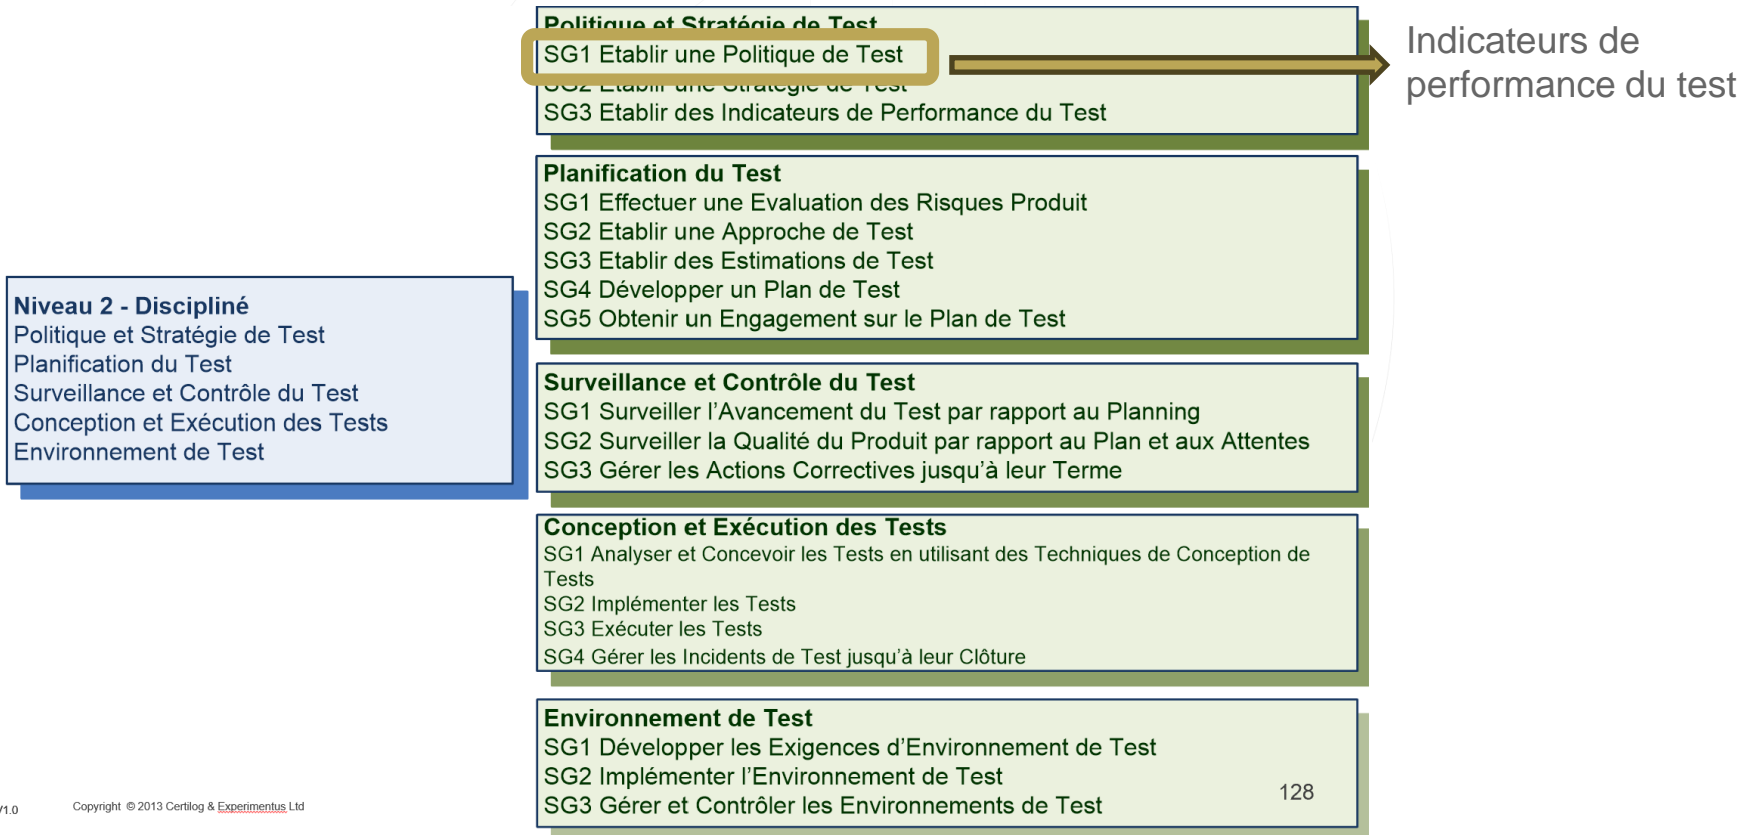 Politique et Stratégie de Test
SG1 Etablir une Politique de Test
SG2 Etablir une Stratégie de Test
SG3 Etablir des Indicateurs de Performance du Test
Indicateurs de
performance du test
Planification du Test
SG1 Effectuer une Evaluation des Risques Produit
SG2 Etablir une Approche de Test
SG3 Etablir des Estimations de Test
SG4 Développer un Plan de Test
SG5 Obtenir un Engagement sur le Plan de Test
Niveau 2 - Discipliné
Politique et Stratégie de Test
Planification du Test
Surveillance et Contrôle du Test
Conception et Exécution des Tests
Environnement de Test
Surveillance et Contrôle du Test
SG1 Surveiller l’Avancement du Test par rapport au Planning
SG2 Surveiller la Qualité du Produit par rapport au Plan et aux Attentes
SG3 Gérer les Actions Correctives jusqu’à leur Terme
Conception et Exécution des Tests
SG1 Analyser et Concevoir les Tests en utilisant des Techniques de Conception de
Tests
SG2 Implémenter les Tests
SG3 Exécuter les Tests
SG4 Gérer les Incidents de Test jusqu’à leur Clôture
Environnement de Test
SG1 Développer les Exigences d’Environnement de Test
SG2 Implémenter l’Environnement de Test
SG3 Gérer et Contrôler les Environnements de Test
128
V1.0
Copyright © 2013 Certilog & Experimentus Ltd